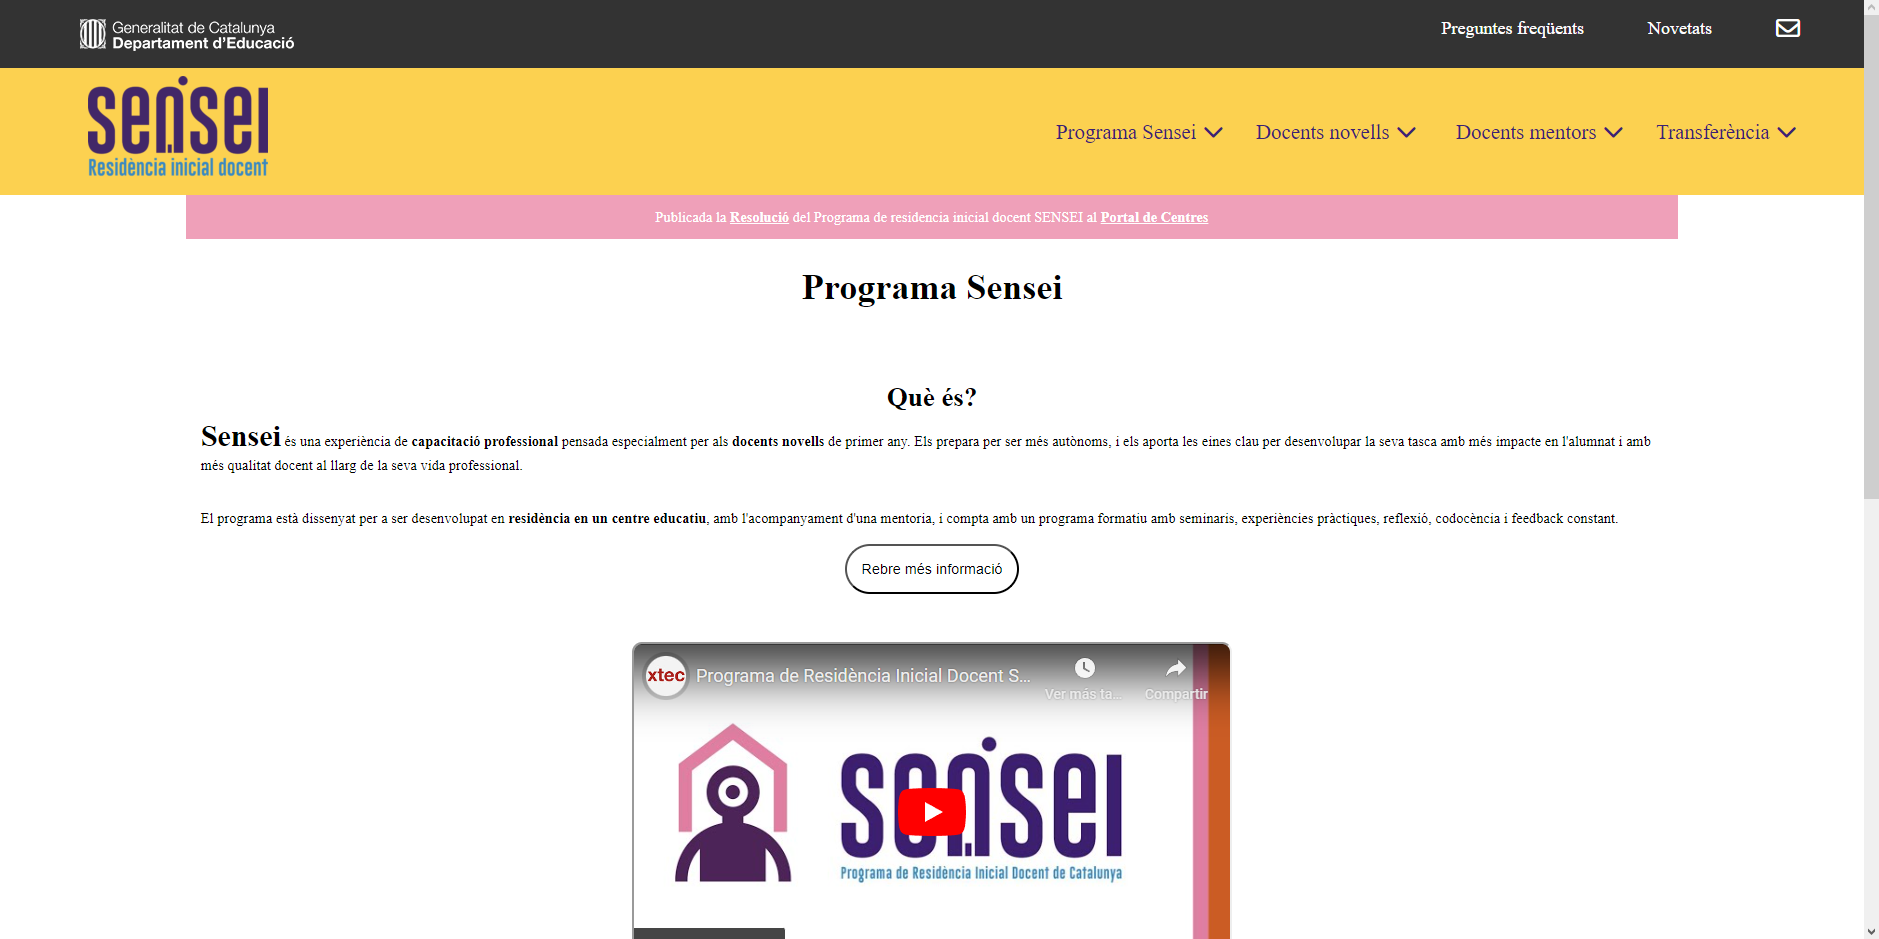 Generalitat de Catalunya
Departament d'Educació
Preguntes freqüents
Novetats
sensei
Residència inicial docent
Programa Sensei
Docents novells
Docents mentors
Transferència
Publicada la Resolució del Programa de residencia inicial docent SENSEI al Portal de Centres
Programa Sensei
Què és?
Sensei és una experiència de capacitació professional pensada especialment per als docents novells de primer any. Els prepara per ser més autònoms, i els aporta les eines clau per desenvolupar la seva tasca amb més impacte en l'alumnat i amb
més qualitat docent al llarg de la seva vida professional.
El programa està dissenyat per a ser desenvolupat en residència en un centre educatiu, amb l'acompanyament d'una mentoria, i compta amb un programa formatiu amb seminaris, experiències pràctiques, reflexió, codocència i feedback constant.
Rebre més informació
xtec
Programa de Residència Inicial Docent S...
Ver más ta...
Compartir
sensei
Programa de Residència Inicial Docent de Catalunya